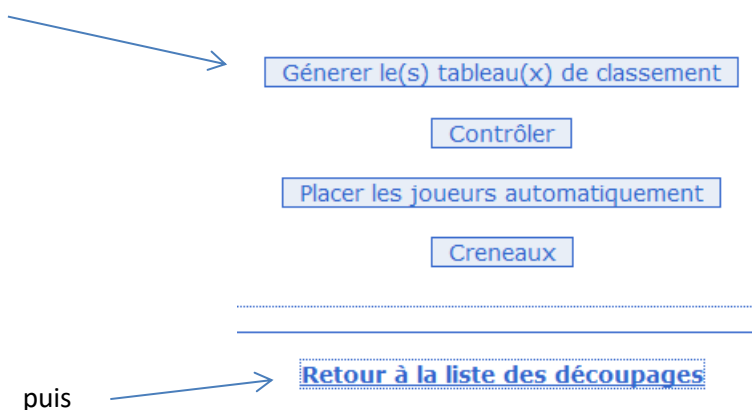 Génerer le(s) tableau(x) de classement
Contrôler
Placer les joueurs automatiquement
Creneaux
Retour à la liste des découpages
puis